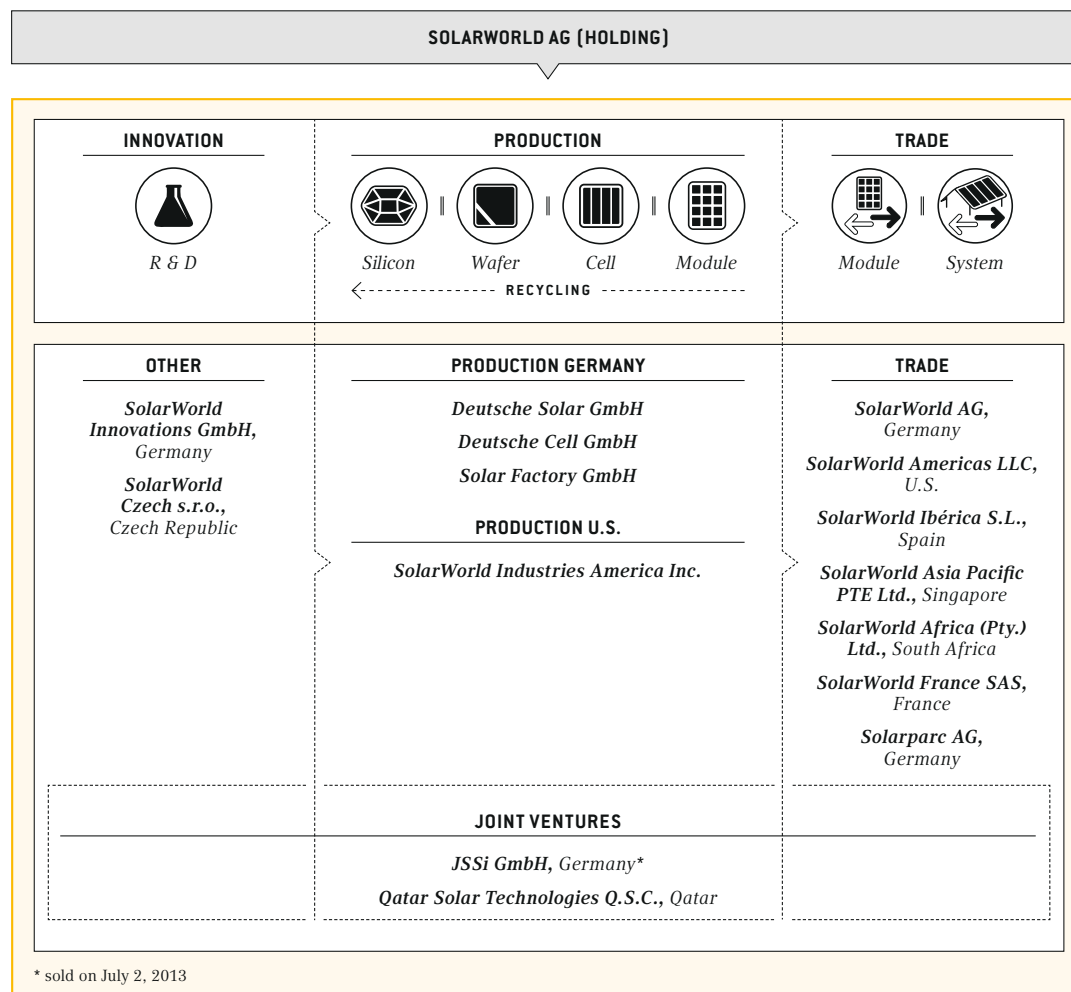 SOLARWORLD AG (HOLDING)
INNOVATION
R & D
PRODUCTION
Silicon
Wafer
Cell
Module
RECYCLING
TRADE
Module
System
OTHER
SolarWorld
Innovations GmbH,
Germany
SolarWorld
Czech s.r.o.,
Czech Republic
PRODUCTION GERMANY
Deutsche Solar GmbH
Deutsche Cell GmbH
Solar Factory GmbH
PRODUCTION U.S.
SolarWorld Industries America Inc.
TRADE
SolarWorld AG,
Germany
SolarWorld Americas LLC,
U.S.
SolarWorld Ibérica S.L.,
Spain
SolarWorld Asia Pacific
PTE Ltd., Singapore
SolarWorld Africa (Pty.)
Ltd., South Africa
SolarWorld France SAS,
France
Solarparc AG,
Germany
JOINT VENTURES
JSSi GmbH, Germany*
Qatar Solar Technologies Q.S.C., Qatar
* sold on July 2, 2013